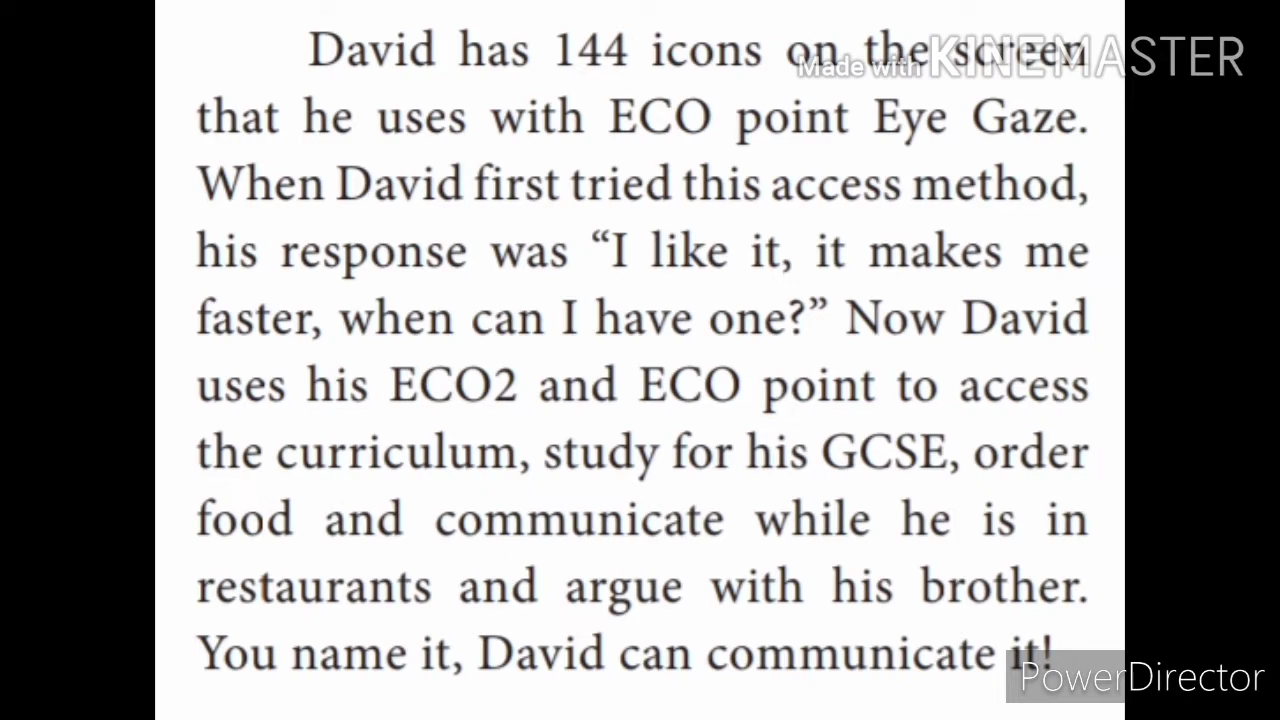 David has 144 icons on the screen
Made with KINEMASTER
that he uses with ECO point Eye Gaze.
When David first tried this access method,
his response was “I like it, it makes me
faster, when can I have one?” Now David
uses his ECO2 and ECO point to access
the curriculum, study for his GCSE, order
food and communicate while he is in
restaurants and argue with his brother.
You name it, David can communicate it!
PowerDirector